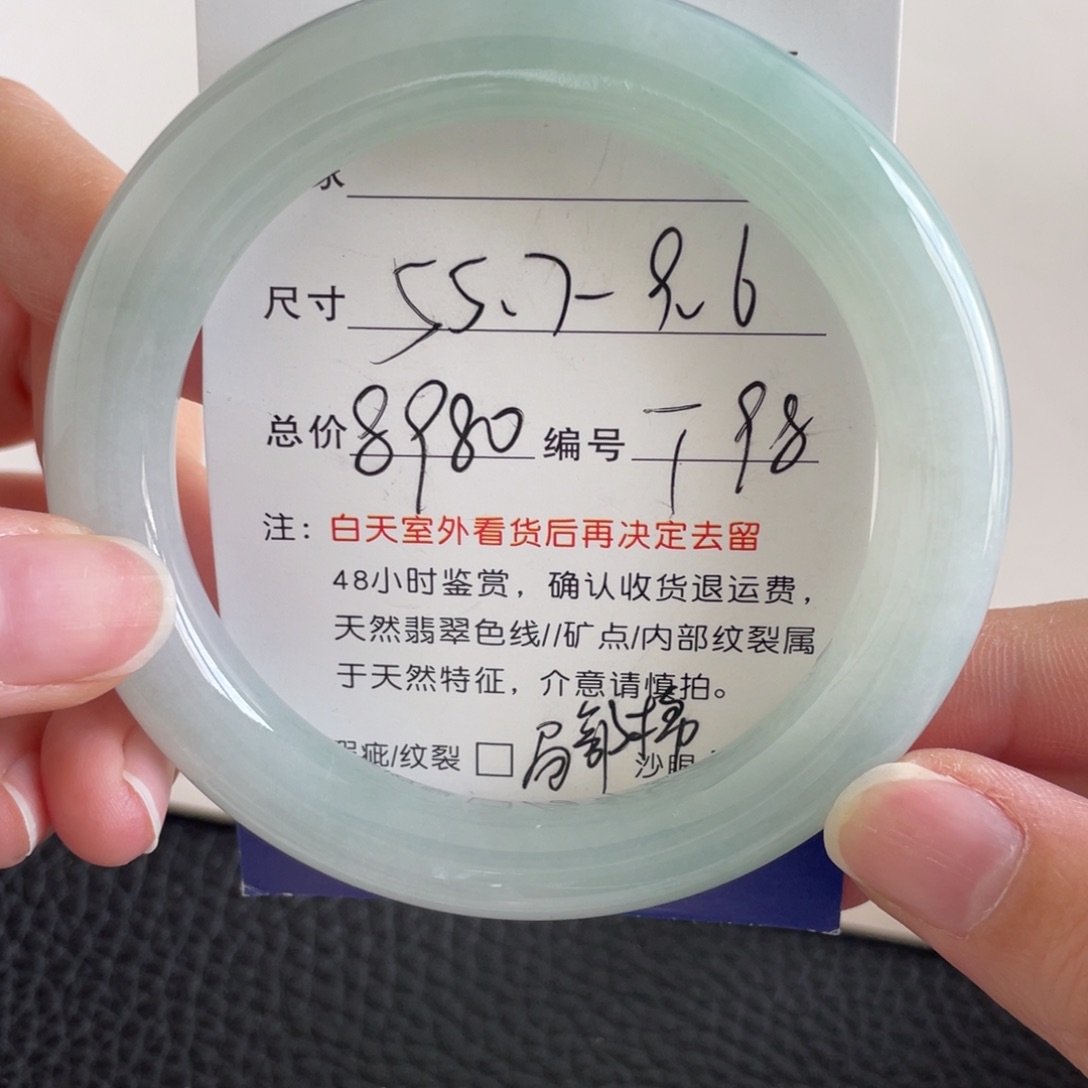 尺寸 55.7-9.6
总价 8980 编号 T98
注：白天室外看货后再决定去留
48小时鉴赏，确认收货退运费，
天然翡翠色线//矿点/内部纹裂属
于天然特征，介意请慎拍。
瑕疵/纹裂 □ 局部棉 沙眼